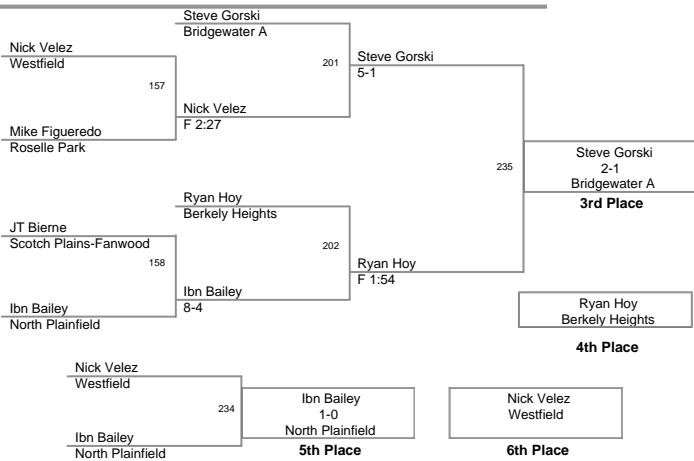 Steve Gorski
Bridgewater A
Nick Velez
Westfield
157
201
Steve Gorski
5-1
Nick Velez
F 2:27
Mike Figueredo
Roselle Park
235
Steve Gorski
2-1
Bridgewater A
3rd Place
Ryan Hoy
Berkely Heights
JT Bierne
Scotch Plains-Fanwood
158
202
Ryan Hoy
F 1:54
Ibn Bailey
8-4
Ibn Bailey
North Plainfield
Ryan Hoy
Berkely Heights
4th Place
Nick Velez
Westfield
234
Ibn Bailey
1-0
North Plainfield
5th Place
Nick Velez
Westfield
6th Place
Ibn Bailey
North Plainfield